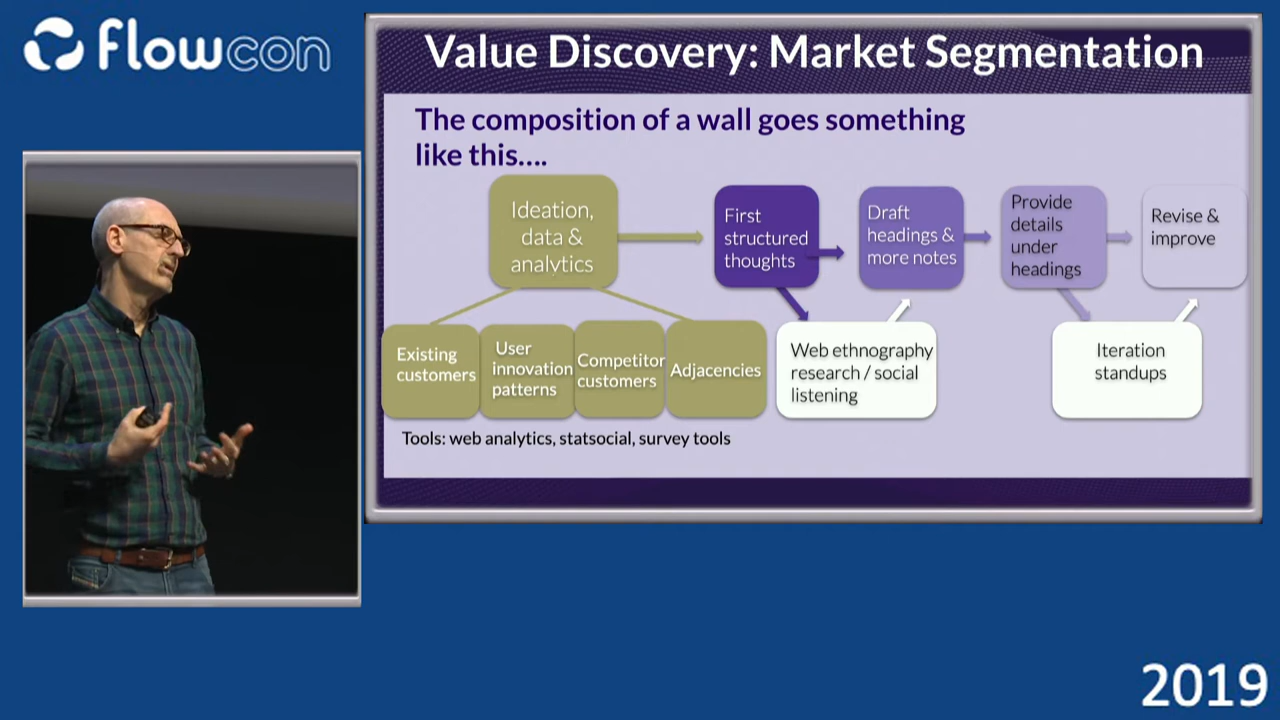 flowcon
Value Discovery: Market Segmentation
The composition of a wall goes something
like this....
Ideation,
data &
analytics
First
structured
thoughts
Draft
headings &
more notes
Provide
details
under
headings
Revise &
improve
Existing
customers
User
innovation
patterns
Competitor
customers
Adjacencies
Web ethnography
research / social
listening
Iteration
standups
Tools: web analytics, statsocial, survey tools
2019